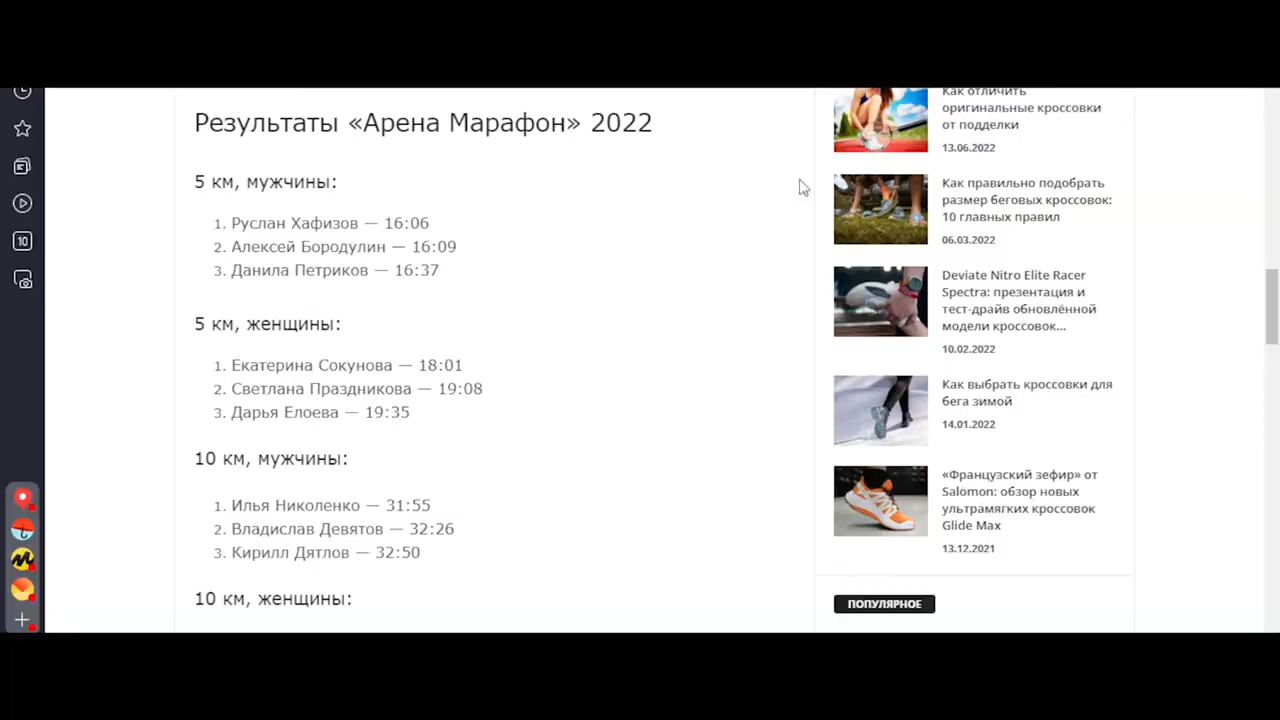 Результаты «Арена Марафон» 2022
5 км, мужчины:
1. Руслан Хафизов — 16:06
2. Алексей Бородулин — 16:09
3. Данила Петриков — 16:37
5 км, женщины:
1. Екатерина Сокунова — 18:01
2. Светлана Праздникова — 19:08
3. Дарья Елоева — 19:35
10 км, мужчины:
1. Илья Николенко — 31:55
2. Владислав Девятов — 32:26
3. Кирилл Дятлов — 32:50
10 км, женщины:
Как отличить
оригинальные кроссовки
от подделки
13.06.2022
Как правильно подобрать
размер беговых кроссовок:
10 главных правил
06.03.2022
Deviate Nitro Elite Racer
Spectra: презентация и
тест-драйв обновлённой
модели кроссовок...
10.02.2022
Как выбрать кроссовки для
бега зимой
14.01.2022
«Французский зефир» от
Salomon: обзор новых
ультрамягких кроссовок
Glide Max
13.12.2021
ПОПУЛЯРНОЕ
10